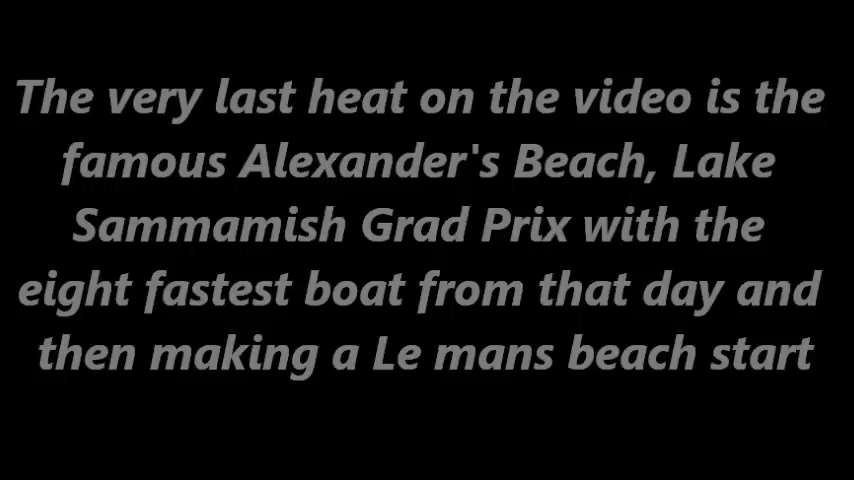 The very last heat on the video is the
famous Alexander's Beach, Lake
Sammamish Grad Prix with the
eight fastest boat from that day and
then making a Le mans beach start